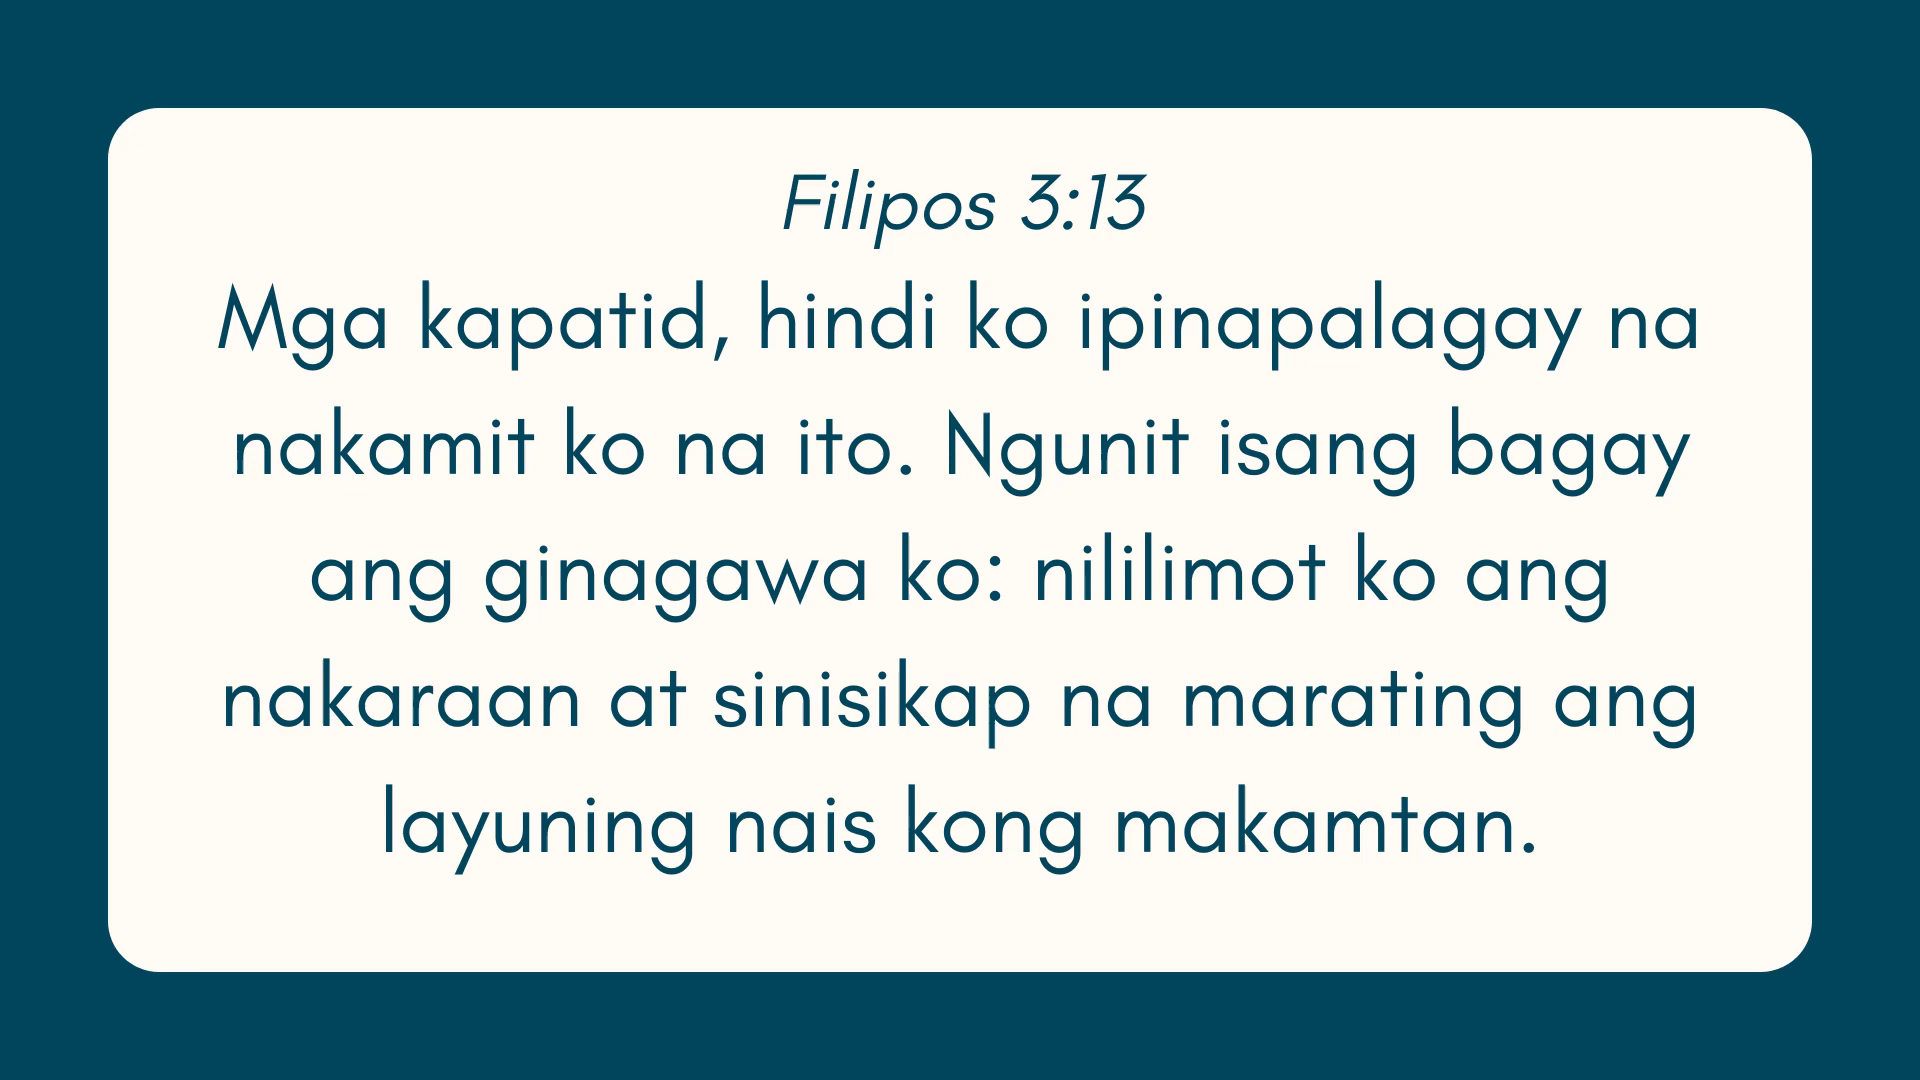 Filipos 3:13
Mga kapatid, hindi ko ipinapalagay na
nakamit ko na ito. Ngunit isang bagay
ang ginagawa ko: nililimot ko ang
nakaraan at sinisikap na marating ang
layuning nais kong makamtan.